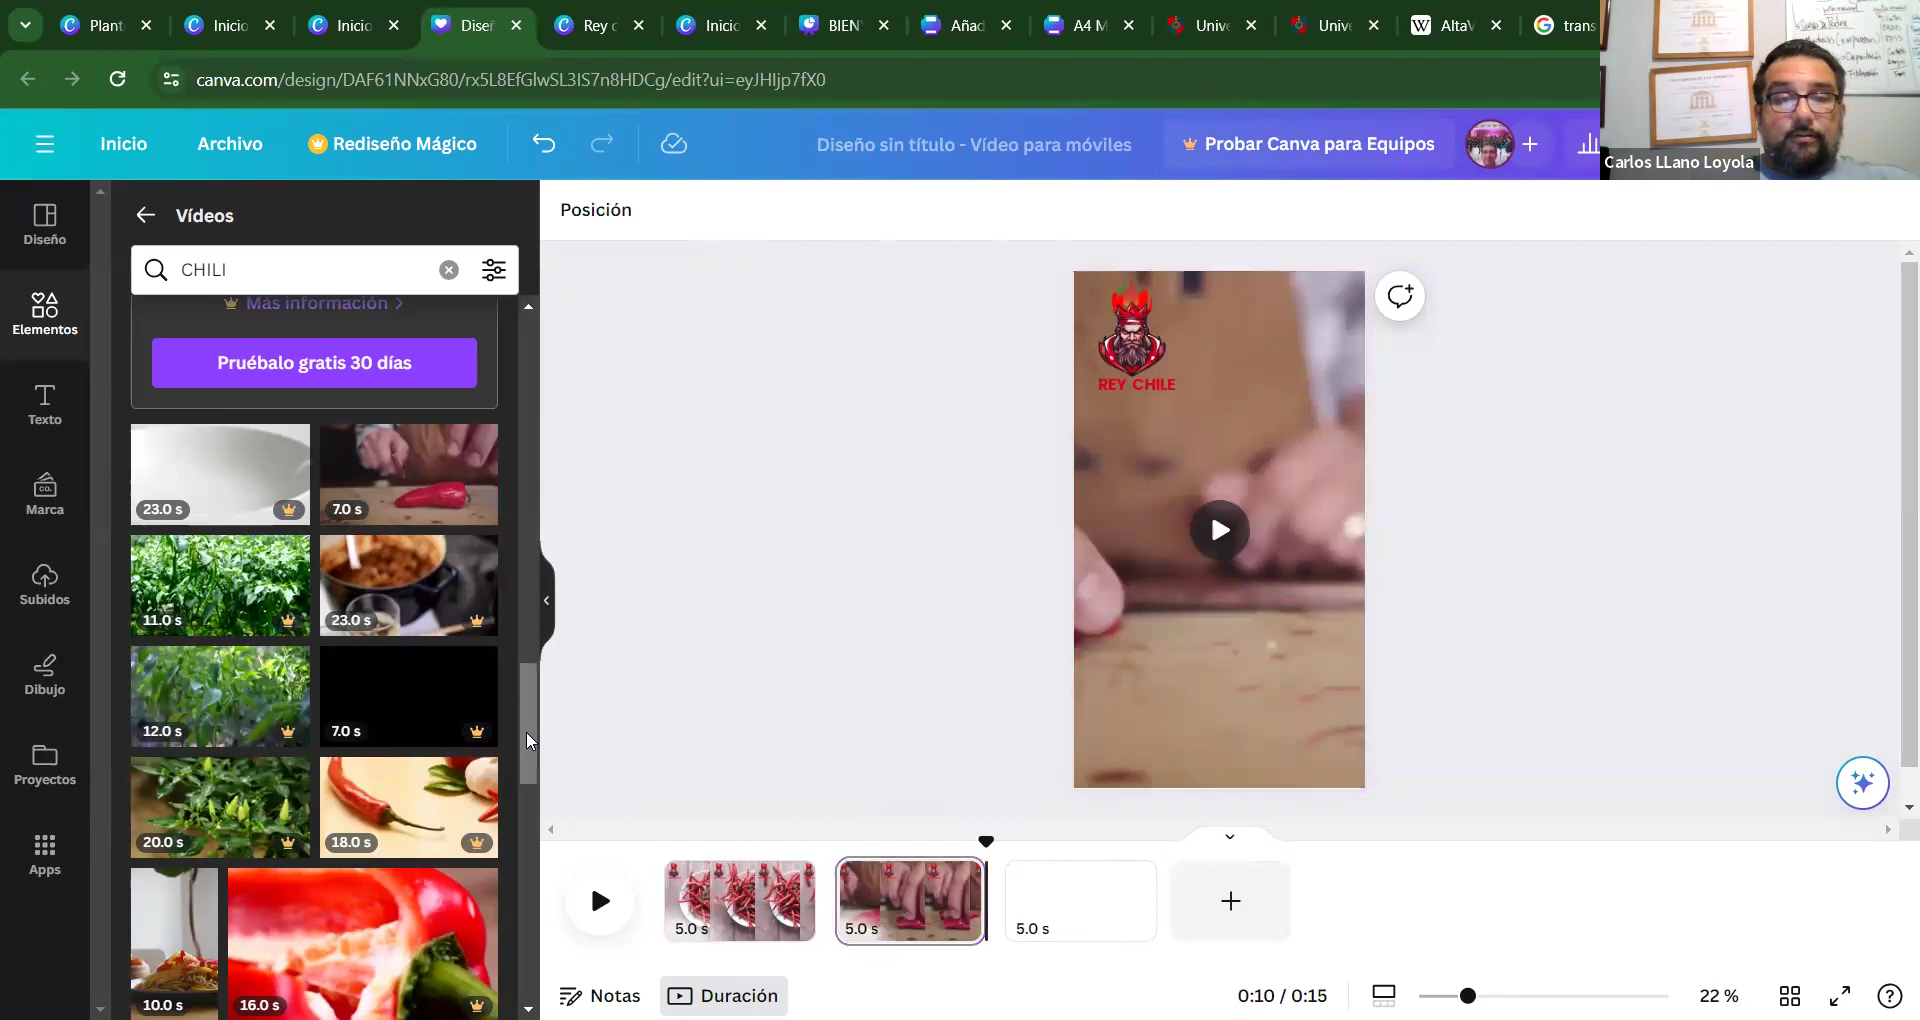 Plant
Inicio
Inicio
Diseñ
Rey c
Inicio
BIEN
Añad
A4 M
Unive
Unive
AltaV
trans
canva.com/design/DAF61NNxG80/rx5L8EfGlwSL3IS7n8HDCg/edit?ui=eyJHIjp7fX0
Inicio
Archivo
Rediseño Mágico
Diseño sin título - Vídeo para móviles
Probar Canva para Equipos
Carlos LLano Loyola
Diseño
Elementos
Texto
CO.
Marca
Subidos
Dibujo
Proyectos
Apps
Vídeos
CHILI
Más información
Pruébalo gratis 30 días
23.0 s
7.0 s
11.0 s
23.0 s
12.0 s
7.0 s
20.0 s
18.0 s
10.0 s
16.0 s
Posición
REY CHILE
5.0 s
5.0 s
5.0 s
Notas
Duración
0:10 / 0:15
22 %